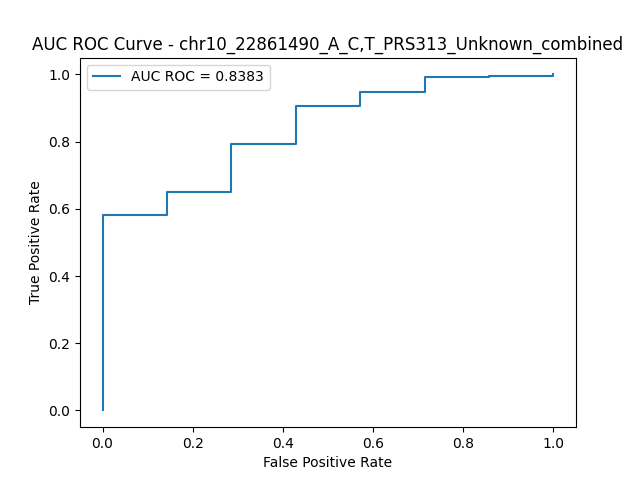 AUC ROC Curve - chr10_22861490_A_C,T_PRS313_Unknown_combined
AUC ROC = 0.8383
True Positive Rate
1.0
0.8
0.6
0.4
0.2
0.0
0.0 0.2 0.4 0.6 0.8 1.0
False Positive Rate